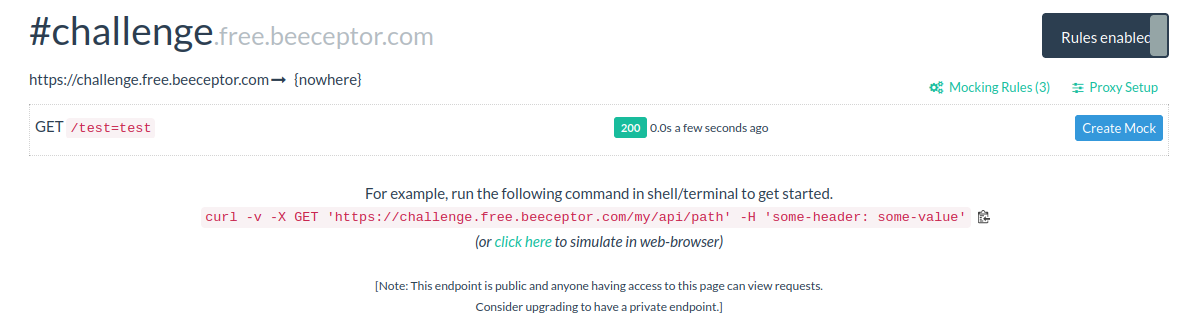 #challenge.free.beeceptor.com
Rules enabled
https://challenge.free.beeceptor.com → {nowhere}
Mocking Rules (3) Proxy Setup
GET /test=test 200 0.0s a few seconds ago Create Mock
For example, run the following command in shell/terminal to get started.
curl -v -X GET 'https://challenge.free.beeceptor.com/my/api/path' -H 'some-header: some-value'
(or click here to simulate in web-browser)
[Note: This endpoint is public and anyone having access to this page can view requests.
Consider upgrading to have a private endpoint.]